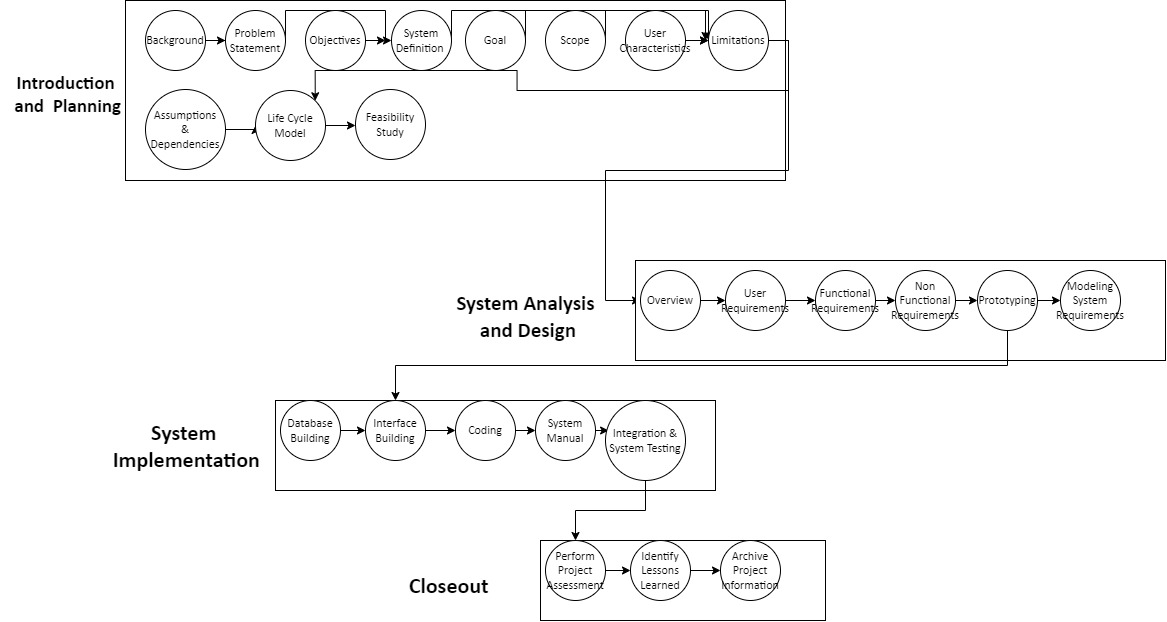 Introduction
and Planning
Background
Problem
Statement
Objectives
System
Definition
Goal
Scope
User
Characteristics
Limitations
Assumptions
&
Dependencies
Life Cycle
Model
Feasibility
Study
System Analysis
and Design
Overview
User
Requirements
Functional
Requirements
Non
Functional
Requirements
Prototyping
Modeling
System
Requirements
System
Implementation
Database
Building
Interface
Building
Coding
System
Manual
Integration &
System Testing
Closeout
Perform
Project
Assessment
Identify
Lessons
Learned
Archive
Project
Information